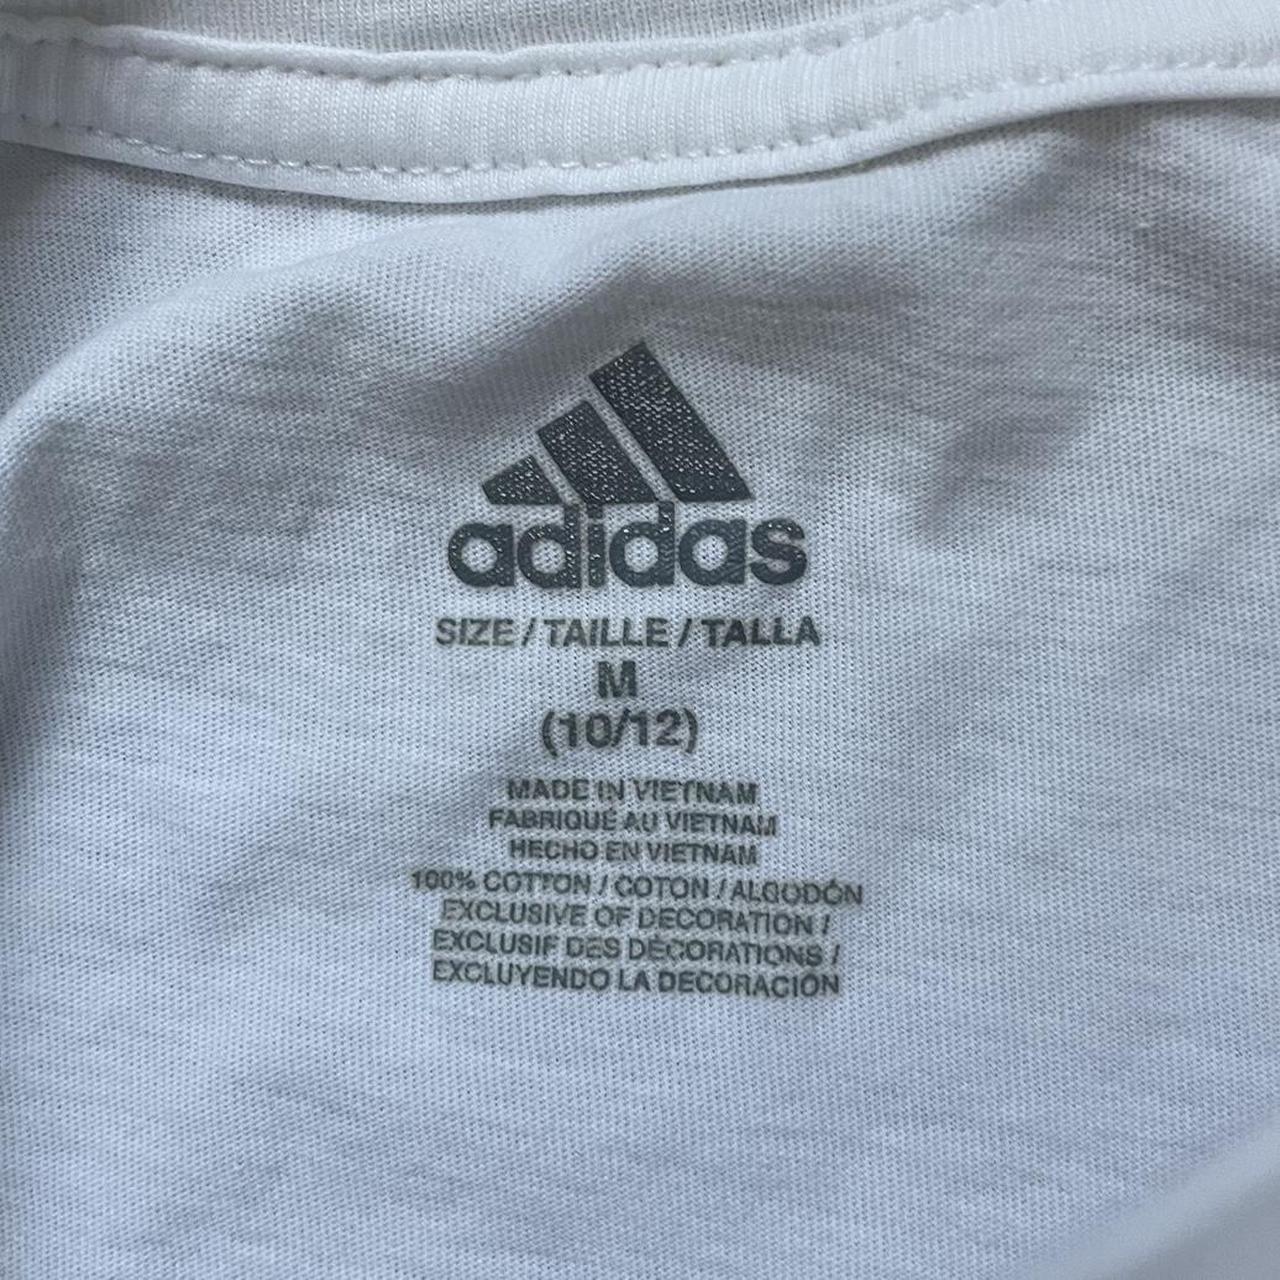 adidas
SIZE / TAILLE / TALLA
M
(10/12)
MADE IN VIETNAM
FABRIQUÉ AU VIETNAM
HECHO EN VIETNAM
100% COTTON / COTON / ALGODÓN
EXCLUSIVE OF DECORATION /
EXCLUSIF DES DÉCORATIONS /
EXCLUYENDO LA DECORACIÓN